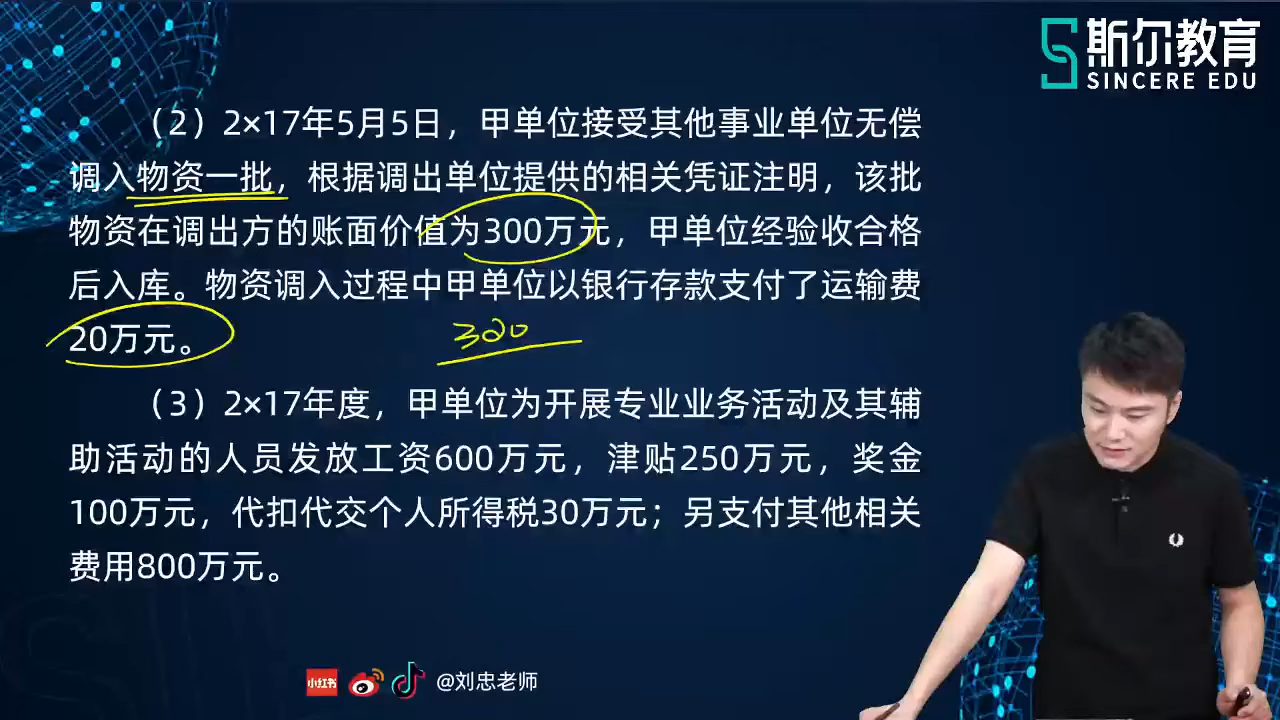 斯尔教育
SINCERE EDU
（2）2×17年5月5日，甲单位接受其他事业单位无偿
调入物资一批，根据调出单位提供的相关凭证注明，该批
物资在调出方的账面价值为300万元，甲单位经验收合格
后入库。物资调入过程中甲单位以银行存款支付了运输费
20万元。
320
（3）2×17年度，甲单位为开展专业业务活动及其辅
助活动的人员发放工资600万元，津贴250万元，奖金
100万元，代扣代交个人所得税30万元；另支付其他相关
费用800万元。
小红书 @刘忠老师